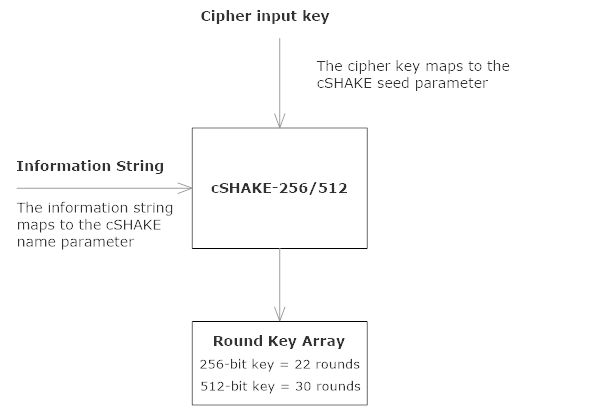 Cipher input key
The cipher key maps to the
cSHAKE seed parameter
Information String
cSHAKE-256/512
The information string
maps to the cSHAKE
name parameter
Round Key Array
256-bit key = 22 rounds
512-bit key = 30 rounds